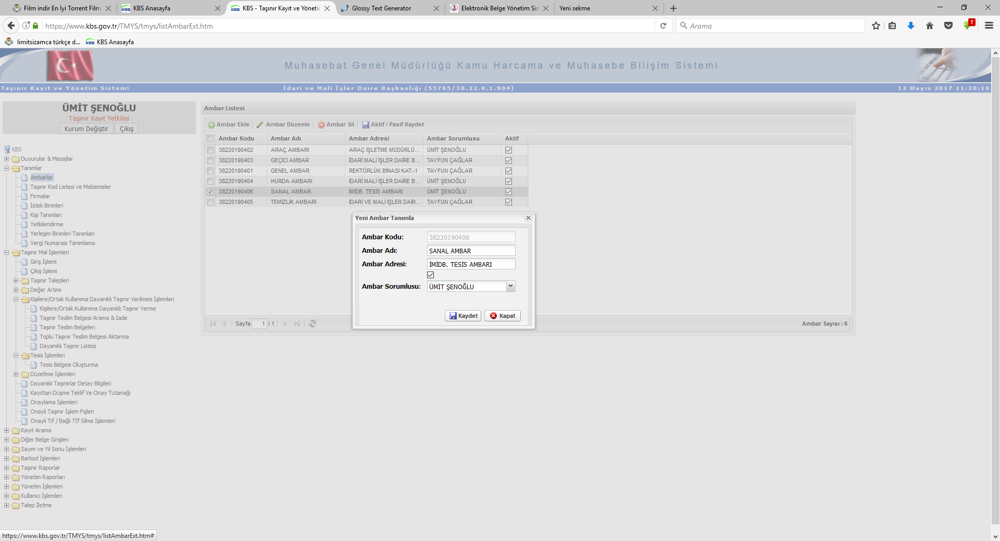 Film indir En İyi Torrent Film
KBS Anasayfa
KBS - Taşınır Kayıt ve Yönetim
Glossy Text Generator
Elektronik Belge Yönetim Sis
Yeni sekme
https://www.kbs.gov.tr/TMYS/tmys/listAmbarExt.htm
Arama
limitsizamca türkçe d...
KBS Anasayfa
Muhasebat Genel Müdürlüğü Kamu Harcama ve Muhasebe Bilişim Sistemi
Taşınır Kayıt ve Yönetim Sistemi
İdari ve Mali İşler Daire Başkanlığı (55765/38.22.0.1.904)
12 Mayıs 2017 11:20:16
ÜMİT ŞENOĞLU
Taşınır Kayıt Yetkilisi
Kurum Değiştir
Çıkış
KBS
Duyurular & Mesajlar
Tanımlar
Ambarlar
Taşınır Kod Listesi ve Malzemeler
Firmalar
İstek Birimleri
Kişi Tanımları
Yetkilendirme
Yerleşim Birimleri Tanımları
Vergi Numarası Tanımlama
Taşınır Mal İşlemleri
Giriş İşlemi
Çıkış İşlemi
Taşınır Talepleri
Değer Artımı
Kişilere/Ortak Kullanıma Dayanıklı Taşınır Verilmesi İşlemleri
Kişilere/Ortak Kullanıma Dayanıklı Taşınır Verme
Taşınır Teslim Belgesi Arama & İade
Taşınır Teslim Belgeleri
Toplu Taşınır Teslim Belgesi Aktarma
Dayanıklı Taşınır Listesi
Tesis İşlemleri
Tesis Belgesi Oluşturma
Düzeltme İşlemleri
Dayanıklı Taşınırlar Detay Bilgileri
Kayıttan Düşme Teklif Ve Onay Tutanağı
Onaylama İşlemleri
Onaylı Taşınır İşlem Fişleri
Onaylı Tif / Bağlı Tİf Silme İşlemleri
Kayıt Arama
Diğer Belge Girişleri
Sayım ve Yıl Sonu İşlemleri
Barkod İşlemleri
Taşınır Raporlar
Yönetim Raporları
Yönetim İşlemleri
Kullanıcı İşlemleri
Talep İletme
Ambar Listesi
Ambar Ekle
Ambar Düzenle
Ambar Sil
Aktif / Pasif Kaydet
Ambar Kodu Ambar Adı Ambar Adresi Ambar Sorumlusu Aktif
38220190402 ARAÇ AMBARI ARAÇ İŞLETME MÜDÜRLÜ... ÜMİT ŞENOĞLU
38220190403 GEÇİCİ AMBAR İDARİ MALİ İŞLER DAİRE B... TAYFUN ÇAĞLAR
38220190401 GENEL AMBAR REKTÖRLÜK BİNASI KAT:-1 TAYFUN ÇAĞLAR
38220190404 HURDA AMBARI İDARİ MALİ İŞLER DAİRE B... ÜMİT ŞENOĞLU
38220190406 SANAL AMBAR İMİDB. TESİS AMBARI ÜMİT ŞENOĞLU
38220190405 TEMİZLİK AMBARI İDARİ VE MALİ İŞLER DAİR... TAYFUN ÇAĞLAR
Yeni Ambar Tanımla
Ambar Kodu: 38220190406
Ambar Adı: SANAL AMBAR
Ambar Adresi: İMİDB. TESİS AMBARI
Ambar Sorumlusu: ÜMİT ŞENOĞLU
Kaydet
Kapat
Sayfa 1 / 1
Ambar Sayısı : 6
https://www.kbs.gov.tr/TMYS/tmys/listAmbarExt.htm#